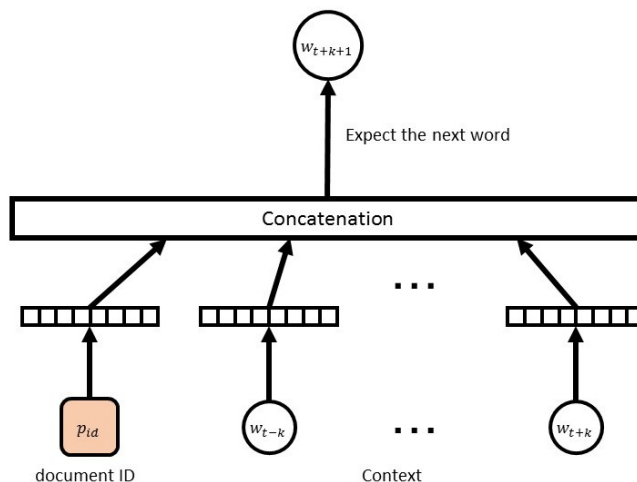 w_{t+k+1}
Expect the next word
Concatenation
...
p_{id} w_{t-k} ... w_{t+k}
document ID Context